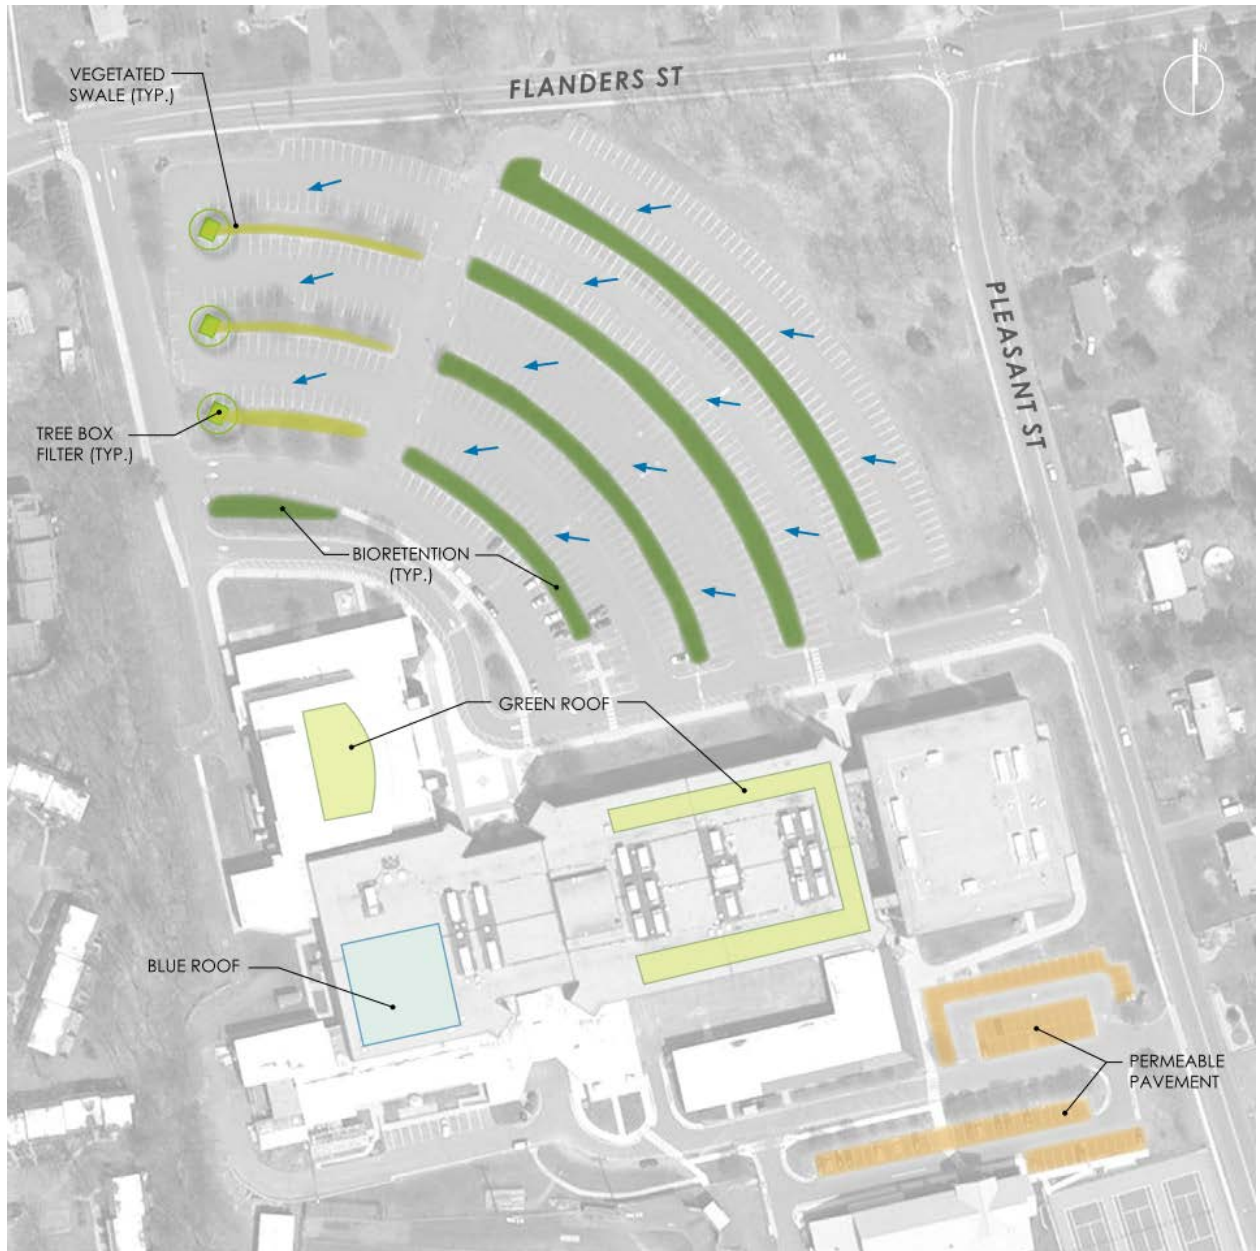 VEGETATED
SWALE (TYP.)
FLANDERS ST
N
PLEASANT ST
TREE BOX
FILTER (TYP.)
BIORETENTION
(TYP.)
GREEN ROOF
BLUE ROOF
PERMEABLE
PAVEMENT